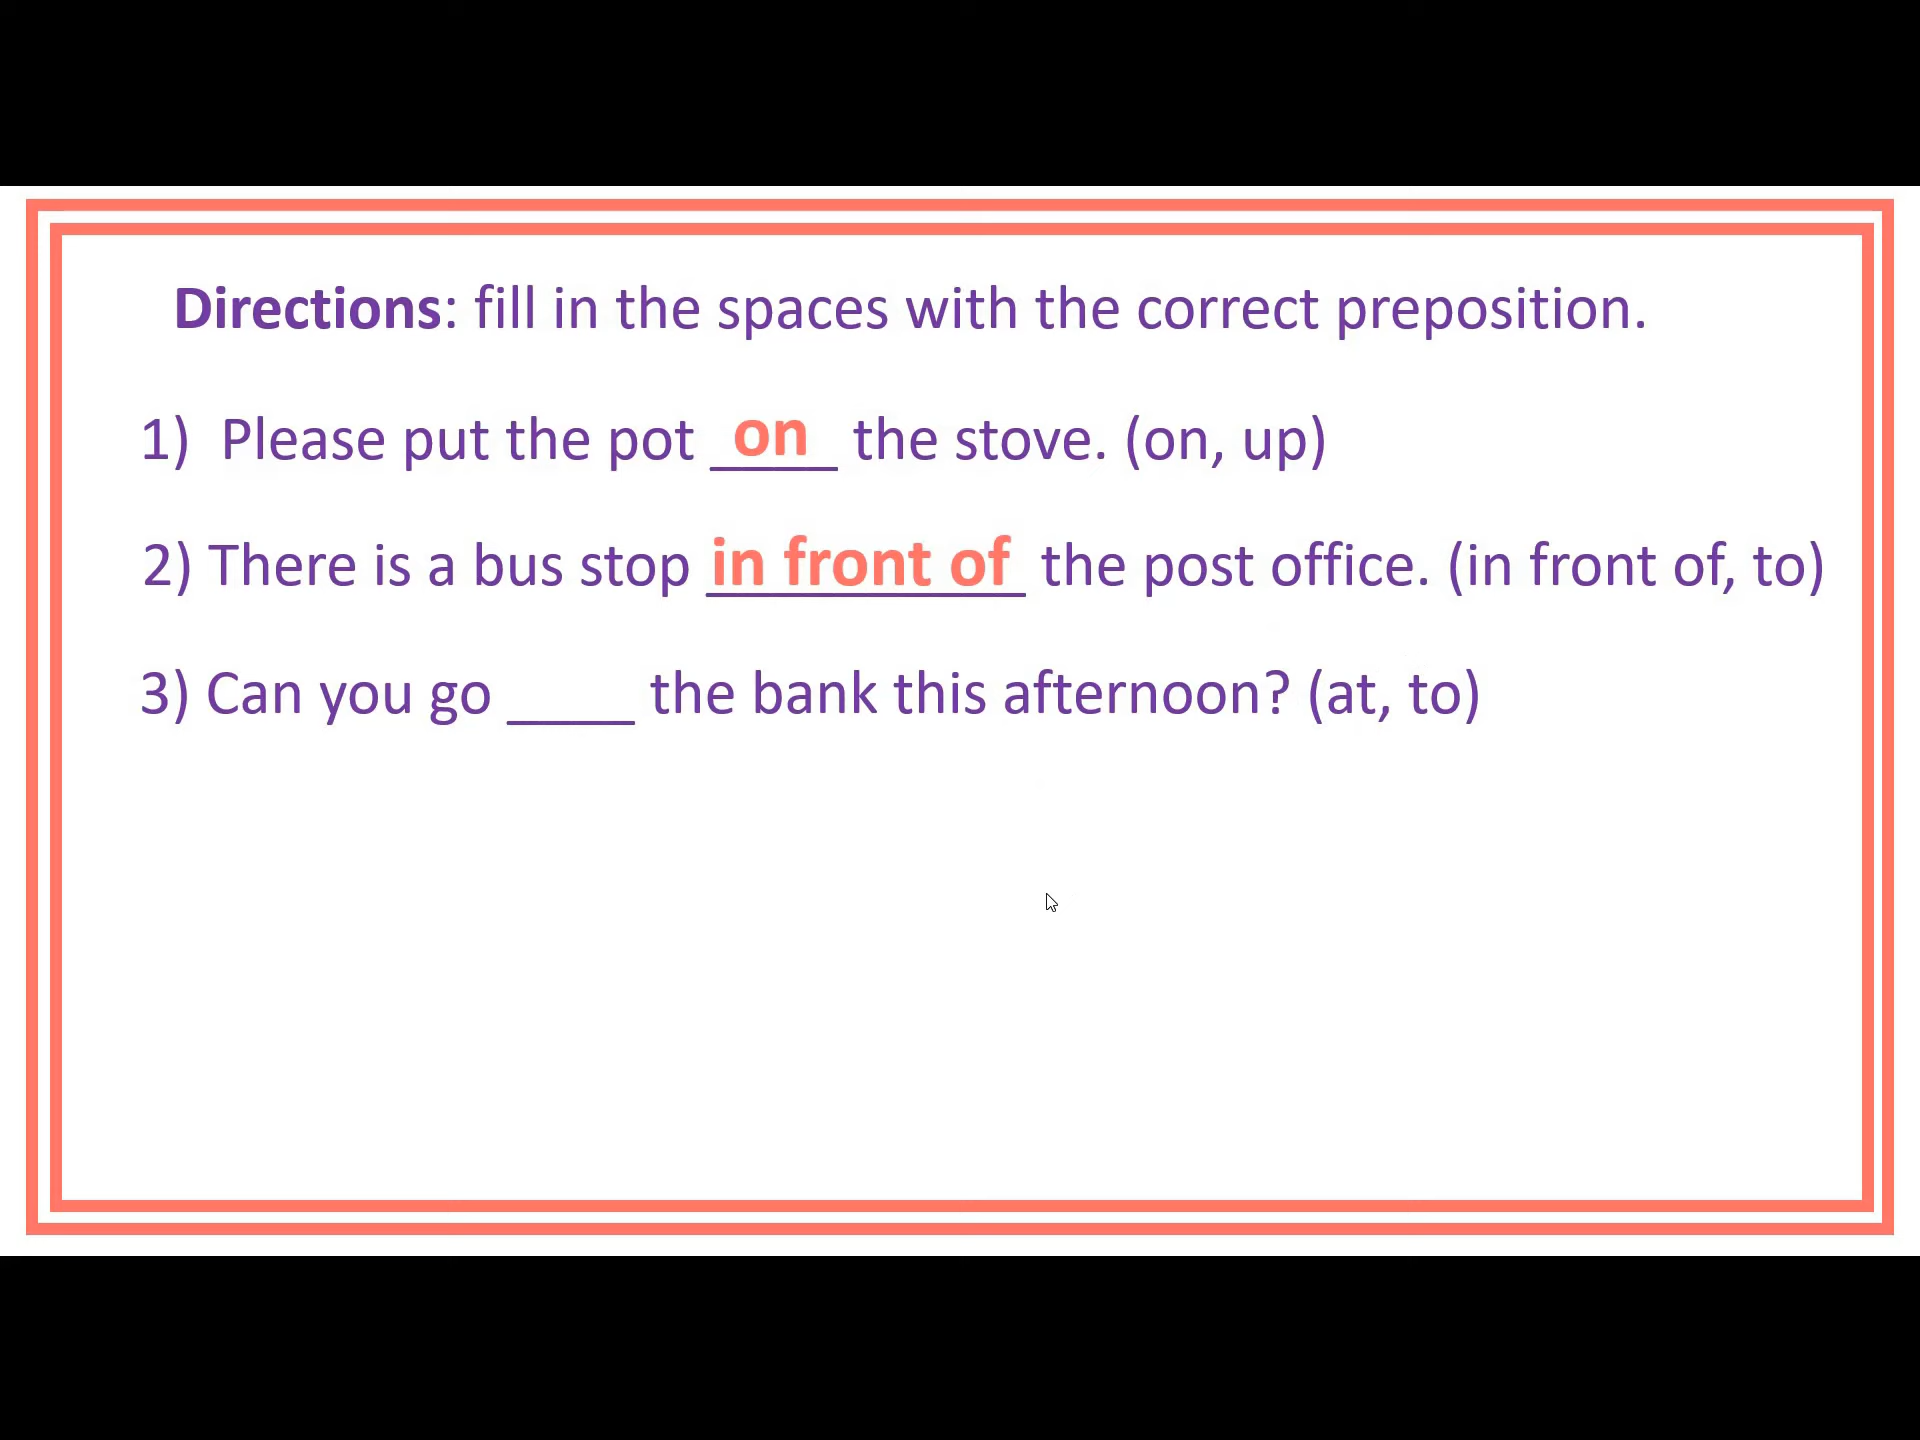 Directions: fill in the spaces with the correct preposition.
1) Please put the pot on the stove. (on, up)
2) There is a bus stop in front of the post office. (in front of, to)
3) Can you go ____ the bank this afternoon? (at, to)